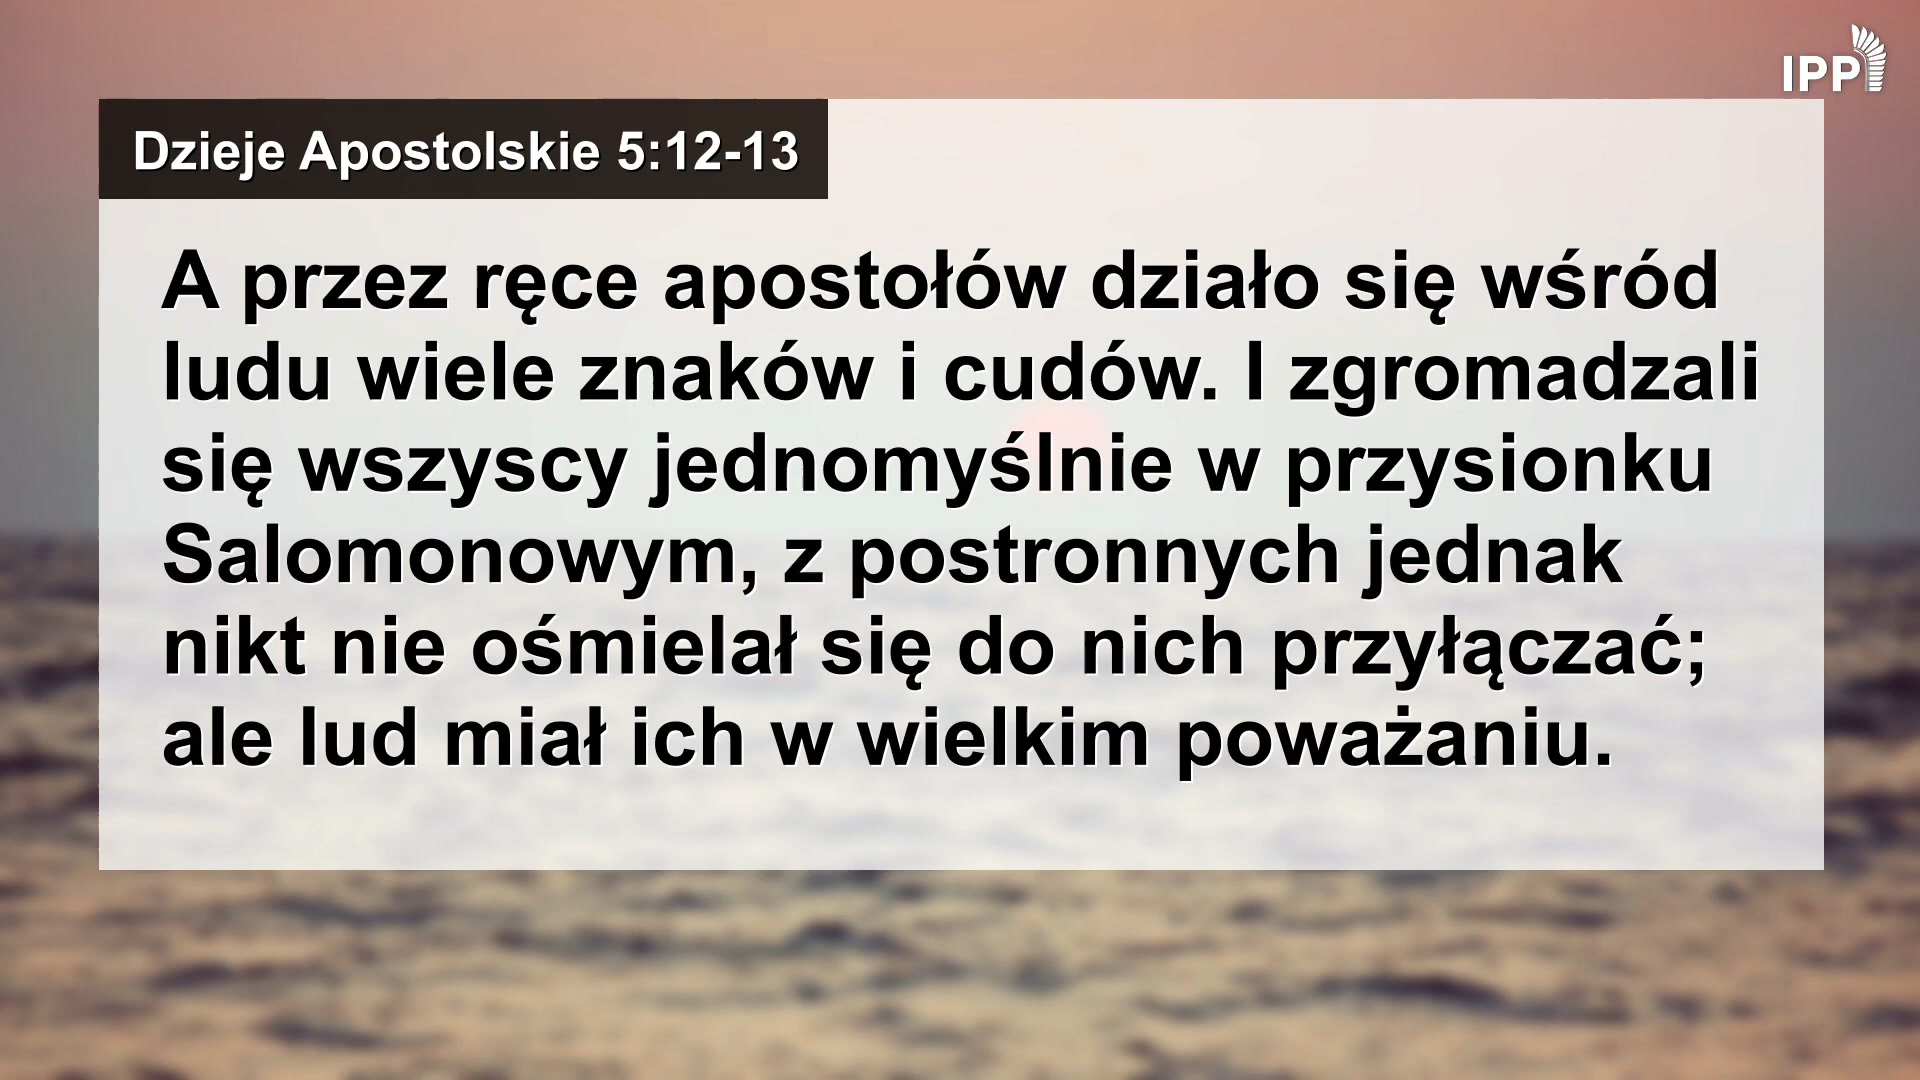 IPP
Dzieje Apostolskie 5:12-13
A przez ręce apostołów działo się wśród
ludu wiele znaków i cudów. I zgromadzali
się wszyscy jednomyślnie w przysionku
Salomonowym, z postronnych jednak
nikt nie ośmielał się do nich przyłączać;
ale lud miał ich w wielkim poważaniu.